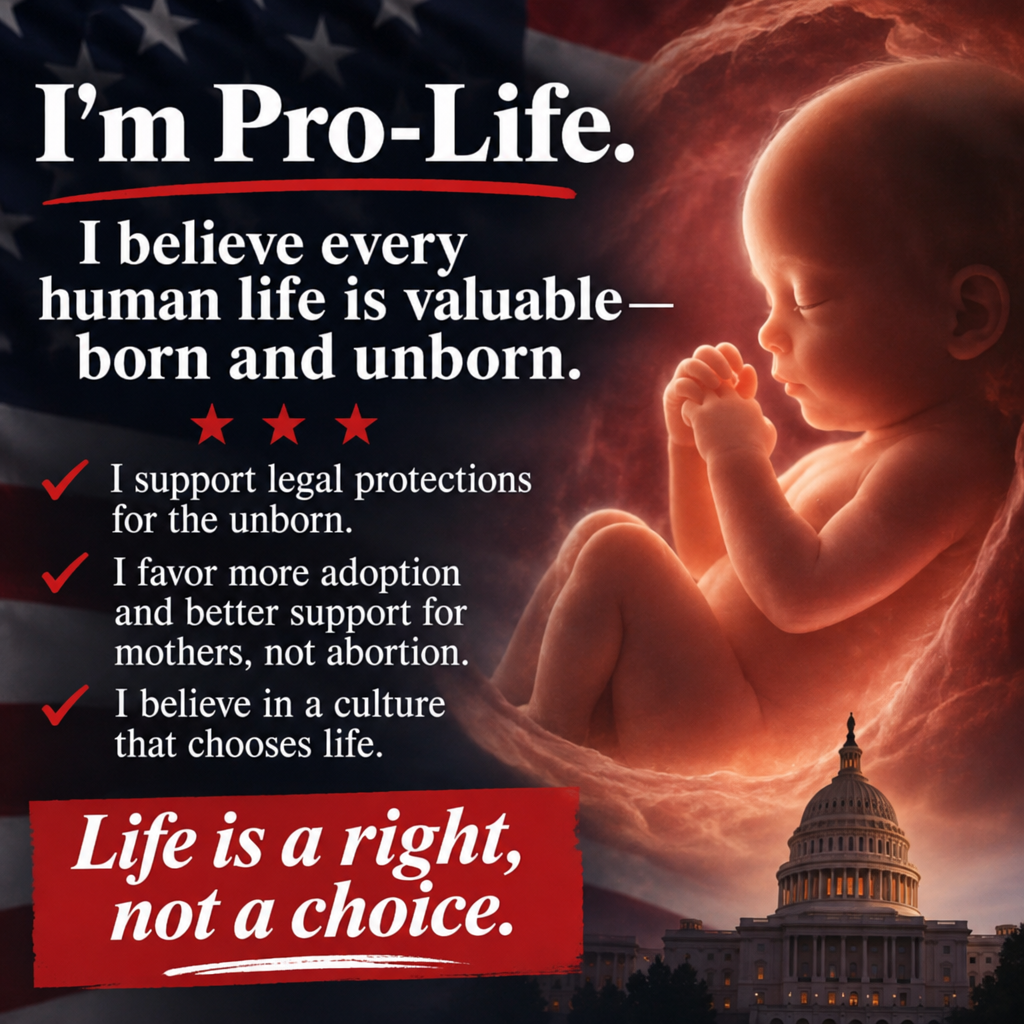 I'm Pro-Life.
I believe every
human life is valuable—
born and unborn.
I support legal protections
for the unborn.
I favor more adoption
and better support for
mothers, not abortion.
I believe in a culture
that chooses life.
Life is a right,
not a choice.